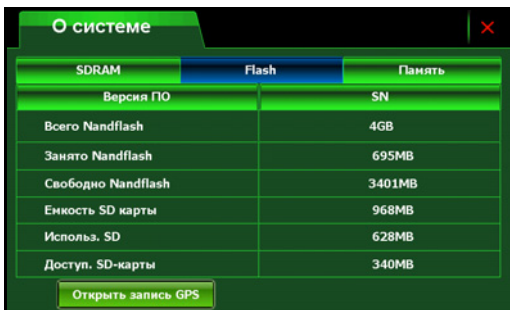 О системе
SDRAM Flash Память
Версия ПО SN
Всего Nandflash 4GB
Занято Nandflash 695MB
Свободно Nandflash 3401MB
Емкость SD карты 968MB
Использ. SD 628MB
Доступ. SD-карты 340MB
Открыть запись GPS